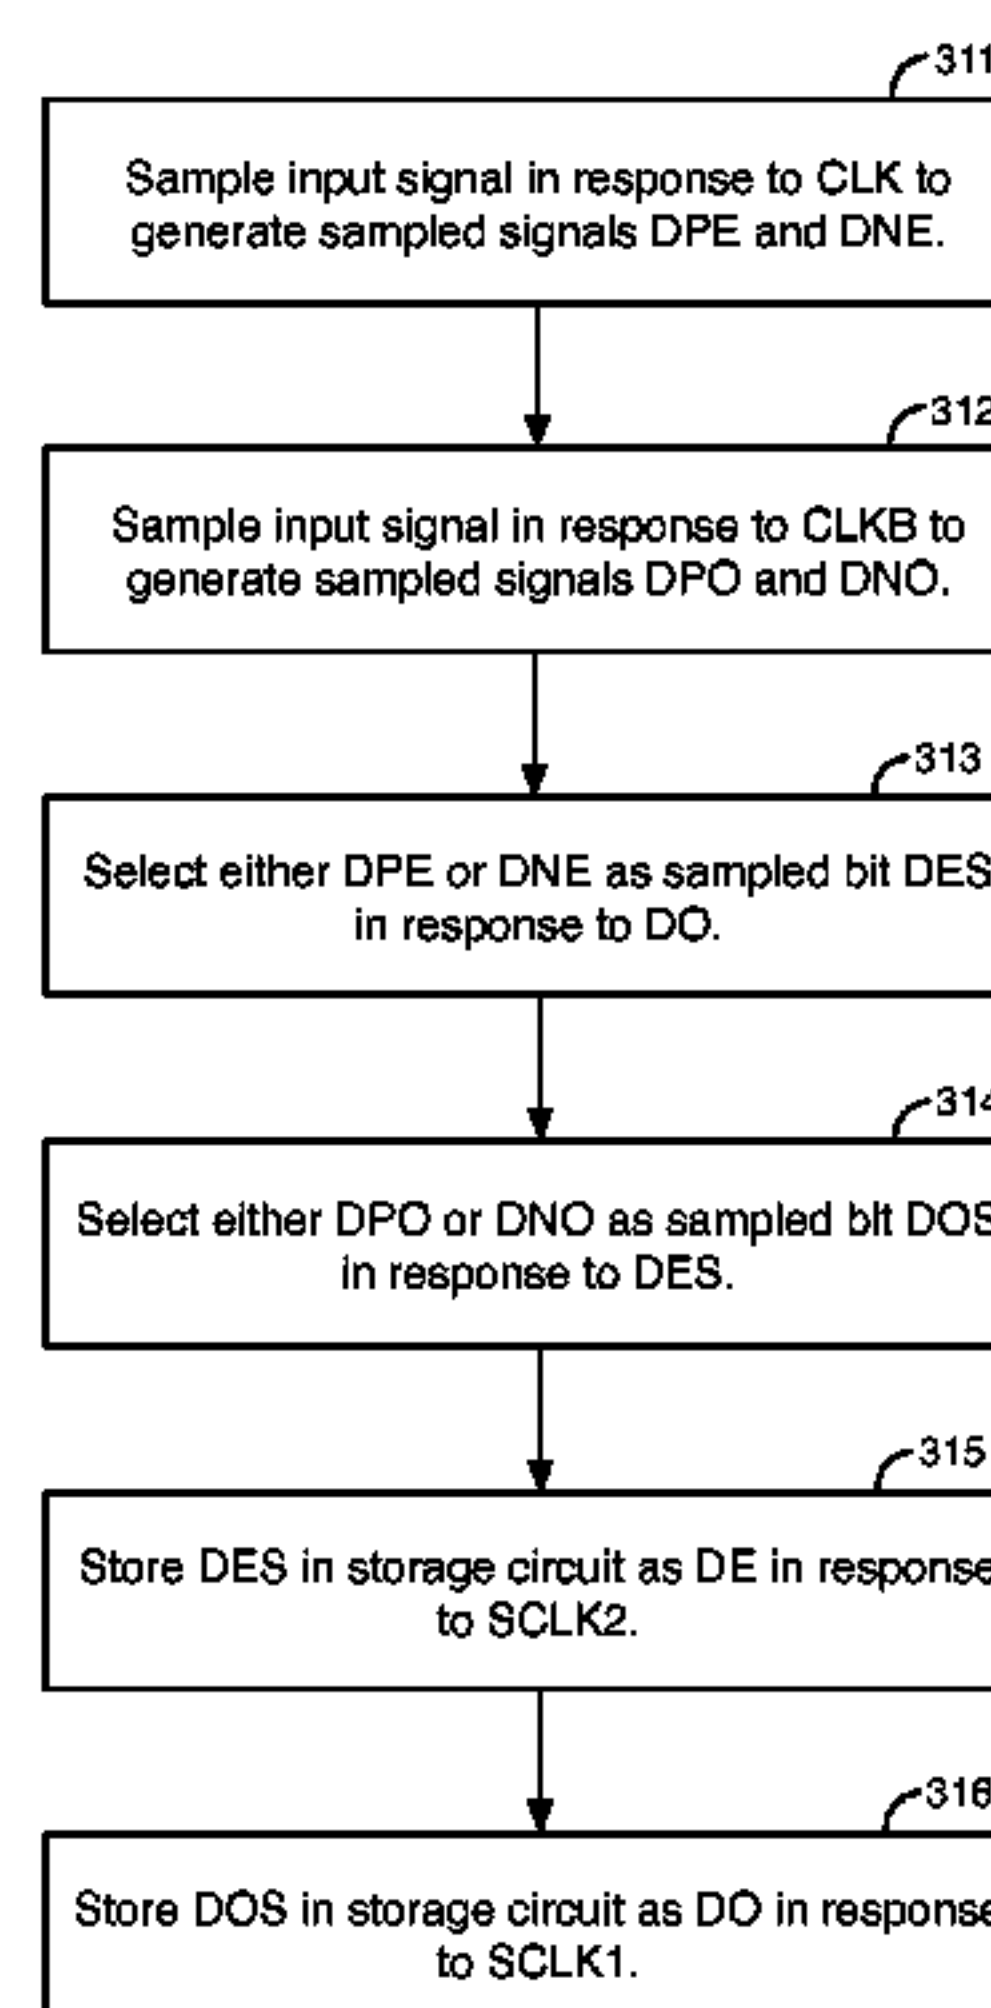 311
Sample input signal in response to CLK to
generate sampled signals DPE and DNE.
312
Sample input signal in response to CLKB to
generate sampled signals DPO and DNO.
313
Select either DPE or DNE as sampled bit DES
in response to DO.
314
Select either DPO or DNO as sampled bit DOS
in response to DES.
315
Store DES in storage circuit as DE in response
to SCLK2.
316
Store DOS in storage circuit as DO in response
to SCLK1.